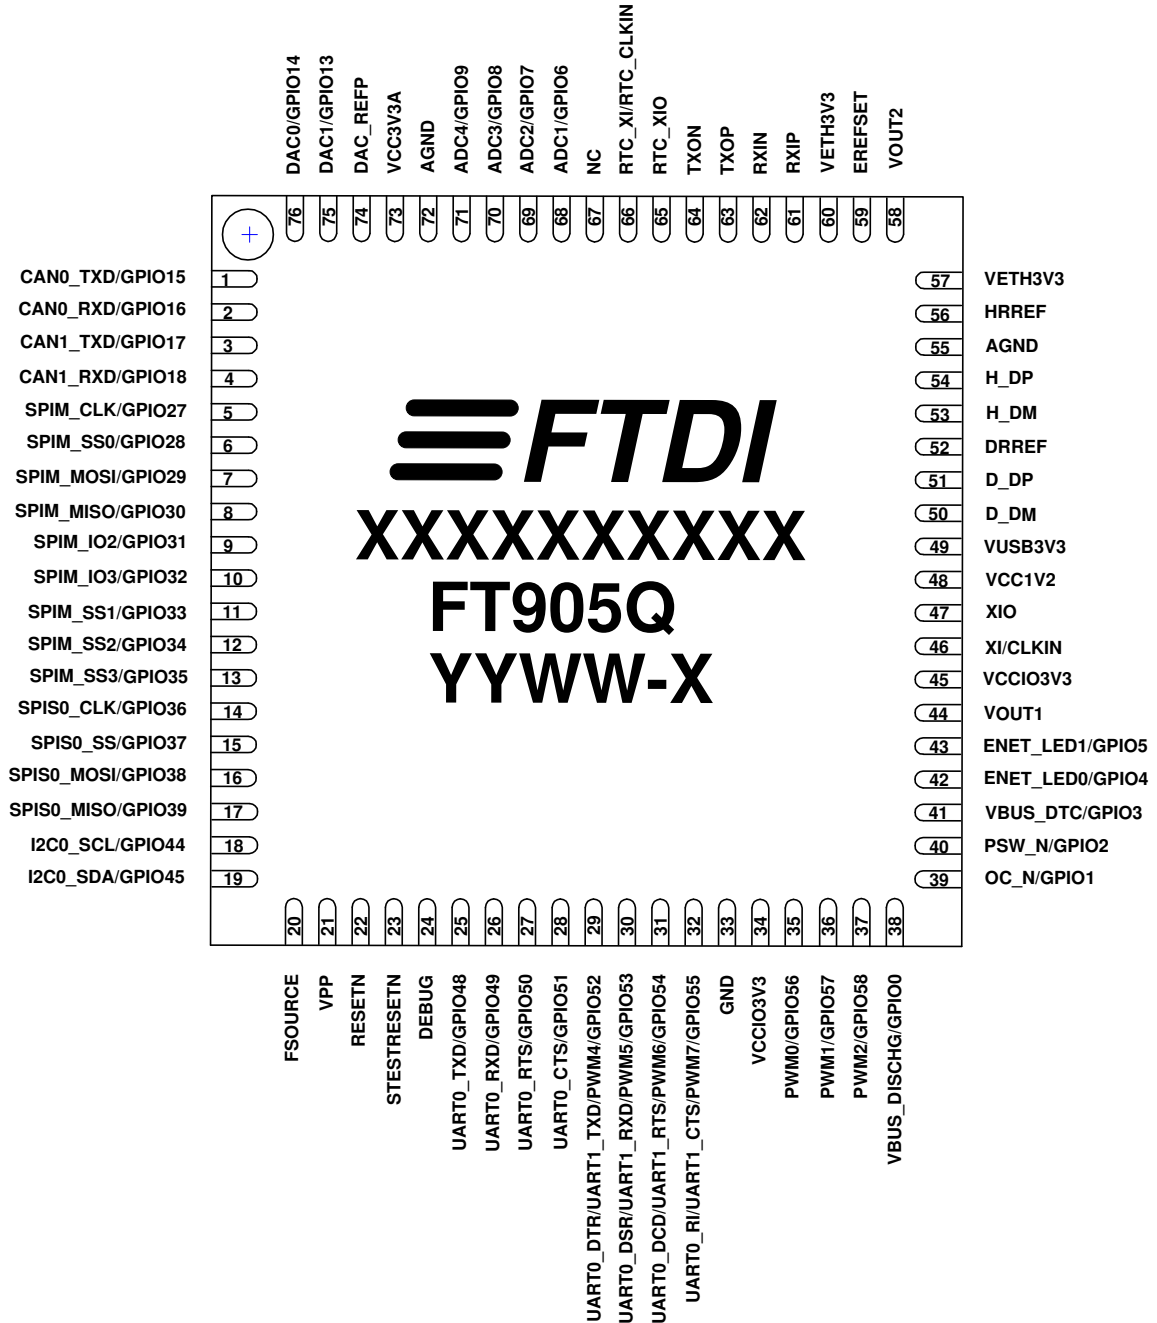 DAC0/GPIO14
DAC1/GPIO13
DAC_REFP
VCC3V3A
AGND
ADC4/GPIO9
ADC3/GPIO8
ADC2/GPIO7
ADC1/GPIO6
NC
RTC_XI/RTC_CLKIN
RTC_XIO
TXON
TXOP
RXIN
RXIP
VETH3V3
EREFSET
VOUT2
76
75
74
73
72
71
70
69
68
67
66
65
64
63
62
61
60
59
58
CAN0_TXD/GPIO15 1
CAN0_RXD/GPIO16 2
CAN1_TXD/GPIO17 3
CAN1_RXD/GPIO18 4
SPIM_CLK/GPIO27 5
SPIM_SS0/GPIO28 6
SPIM_MOSI/GPIO29 7
SPIM_MISO/GPIO30 8
SPIM_IO2/GPIO31 9
SPIM_IO3/GPIO32 10
SPIM_SS1/GPIO33 11
SPIM_SS2/GPIO34 12
SPIM_SS3/GPIO35 13
SPIS0_CLK/GPIO36 14
SPIS0_SS/GPIO37 15
SPIS0_MOSI/GPIO38 16
SPIS0_MISO/GPIO39 17
I2C0_SCL/GPIO44 18
I2C0_SDA/GPIO45 19
FTDI
XXXXXXXXXX
FT905Q
YYWW-X
57 VETH3V3
56 HRREF
55 AGND
54 H_DP
53 H_DM
52 DRREF
51 D_DP
50 D_DM
49 VUSB3V3
48 VCC1V2
47 XIO
46 XI/CLKIN
45 VCCIO3V3
44 VOUT1
43 ENET_LED1/GPIO5
42 ENET_LED0/GPIO4
41 VBUS_DTC/GPIO3
40 PSW_N/GPIO2
39 OC_N/GPIO1
20
21
22
23
24
25
26
27
28
29
30
31
32
33
34
35
36
37
38
FSOURCE
VPP
RESETN
STESTRESETN
DEBUG
UART0_TXD/GPIO48
UART0_RXD/GPIO49
UART0_RTS/GPIO50
UART0_CTS/GPIO51
UART0_DTR/UART1_TXD/PWM4/GPIO52
UART0_DSR/UART1_RXD/PWM5/GPIO53
UART0_DCD/UART1_RTS/PWM6/GPIO54
UART0_RI/UART1_CTS/PWM7/GPIO55
GND
VCCIO3V3
PWM0/GPIO56
PWM1/GPIO57
PWM2/GPIO58
VBUS_DISCHG/GPIO0